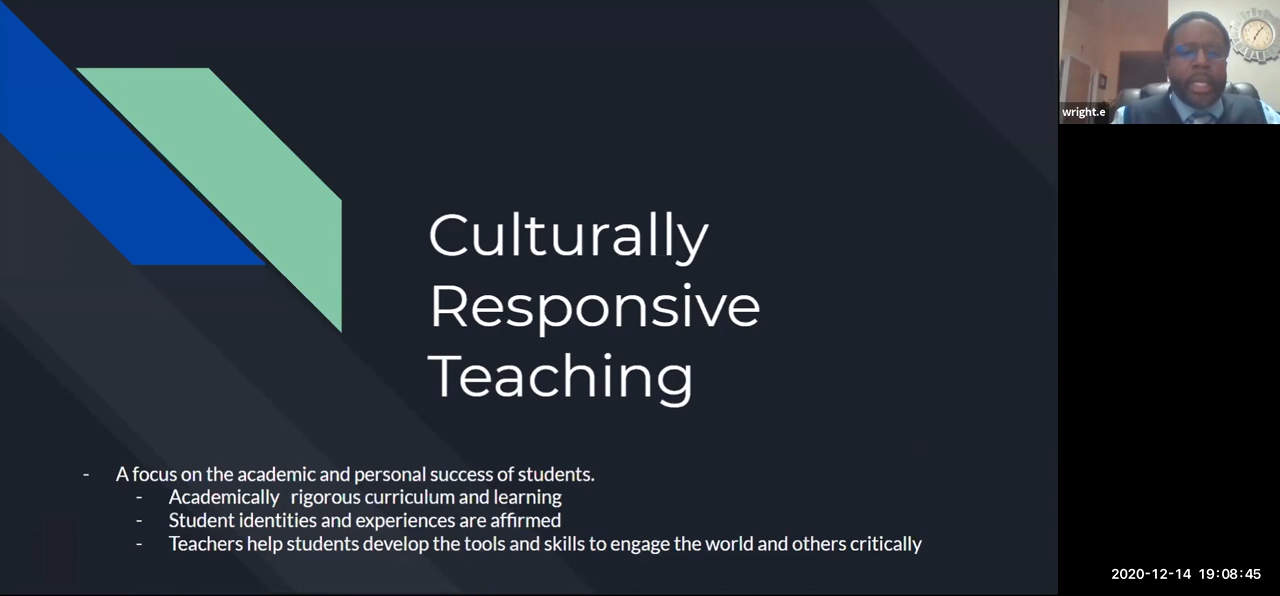 Culturally
Responsive
Teaching
- A focus on the academic and personal success of students.
- Academically rigorous curriculum and learning
- Student identities and experiences are affirmed
- Teachers help students develop the tools and skills to engage the world and others critically
wright.e
2020-12-14 19:08:45